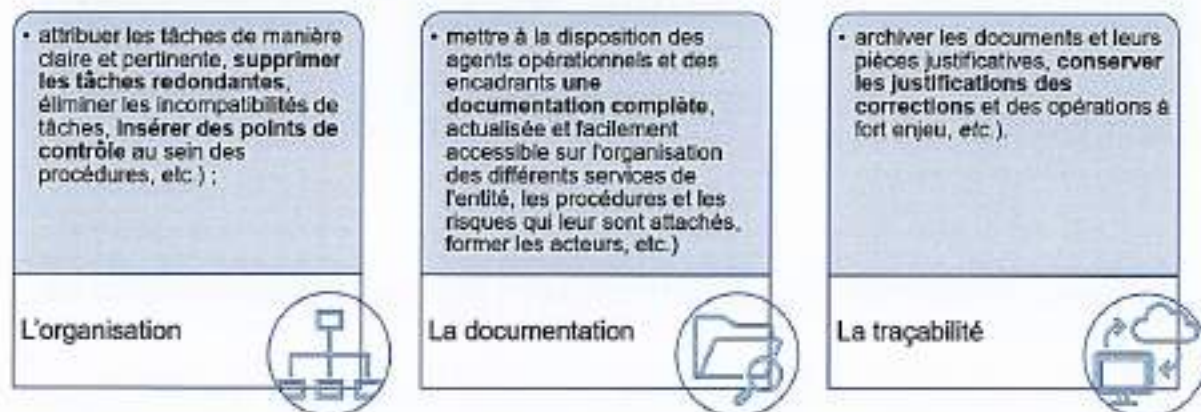 • attribuer les tâches de manière
claire et pertinente, supprimer
les tâches redondantes,
éliminer les incompatibilités de
tâches, insérer des points de
contrôle au sein des
procédures, etc.) ;
L'organisation
• mettre à la disposition des
agents opérationnels et des
encadrants une
documentation complète,
actualisée et facilement
accessible sur l'organisation
des différents services de
l'entité, les procédures et les
risques qui leur sont attachés,
former les acteurs, etc.)
La documentation
• archiver les documents et leurs
pièces justificatives, conserver
les justifications des
corrections et des opérations à
fort enjeu, etc.).
La traçabilité